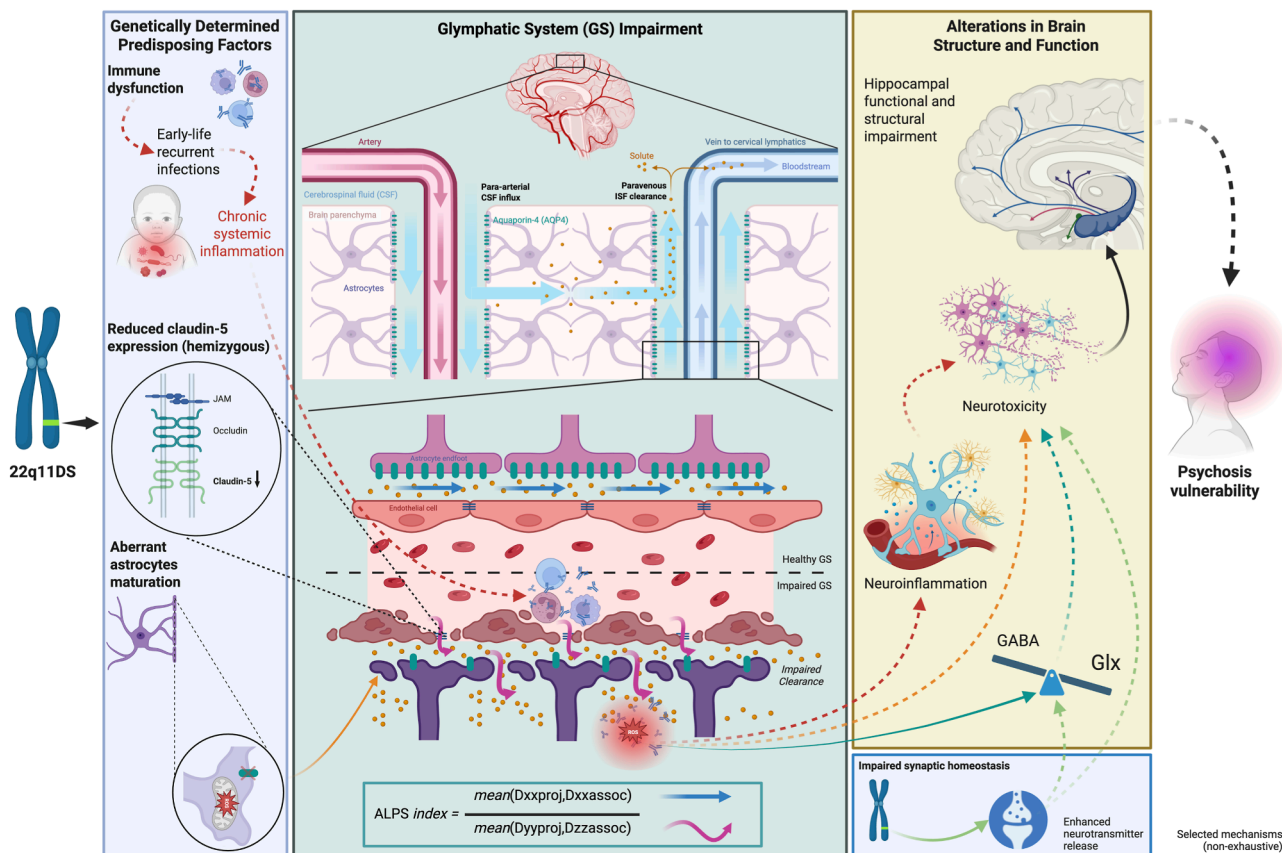 Genetically Determined
Predisposing Factors
Immune
dysfunction
Early-life
recurrent
infections
Chronic
systemic
inflammation
Reduced claudin-5
expression (hemizygous)
JAM
Occludin
Claudin-5
22q11DS
Aberrant
astrocytes
maturation
ROS
Glymphatic System (GS) Impairment
Artery
Vein to cervical lymphatics
Solute
Bloodstream
Cerebrospinal fluid (CSF)
Para-arterial
CSF influx
Paravenous
ISF clearance
Brain parenchyma
Aquaporin-4 (AQP4)
Astrocytes
Astrocyte endfoot
Endothelial cell
Healthy GS
Impaired GS
Impaired
Clearance
ROS
ALPS index =
mean(Dxxproj,Dxxassoc)
mean(Dyyproj,Dzzassoc)
Alterations in Brain
Structure and Function
Hippocampal
functional and
structural
impairment
Neurotoxicity
Neuroinflammation
GABA
Glx
Impaired synaptic homeostasis
Enhanced
neurotransmitter
release
Psychosis
vulnerability
Selected mechanisms
(non-exhaustive)